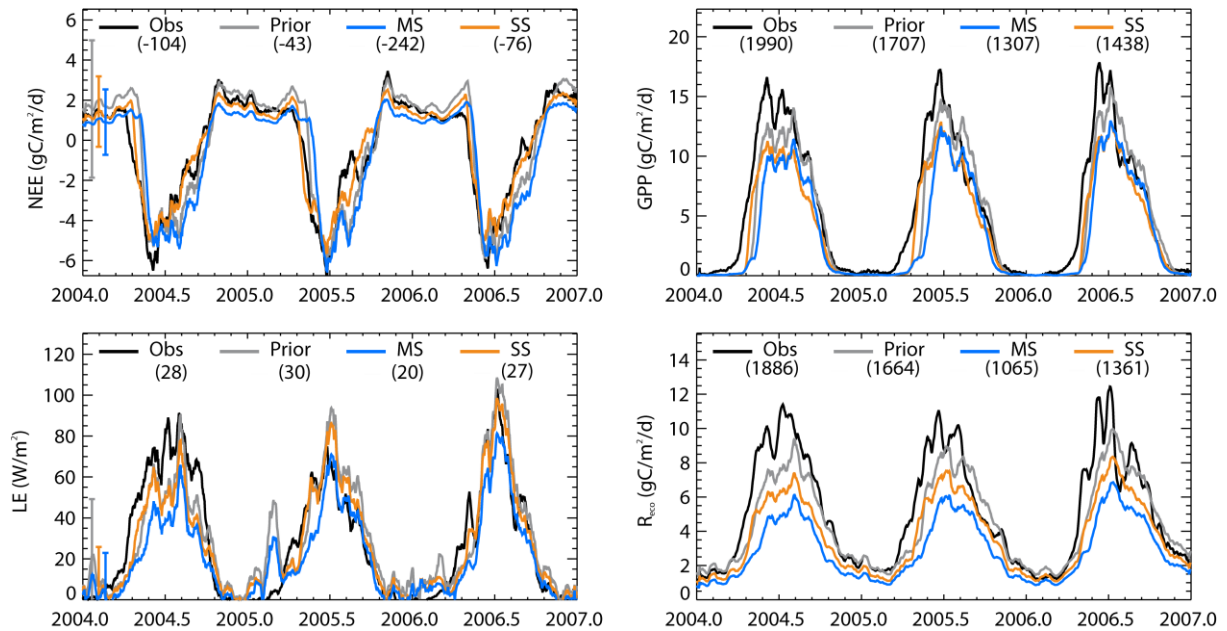 Obs Prior MS SS
(-104) (-43) (-242) (-76)
NEE (gC/m²/d)
6
4
2
0
-2
-4
-6
2004.0 2004.5 2005.0 2005.5 2006.0 2006.5 2007.0
Obs Prior MS SS
(1990) (1707) (1307) (1438)
GPP (gC/m²/d)
20
15
10
5
0
2004.0 2004.5 2005.0 2005.5 2006.0 2006.5 2007.0
Obs Prior MS SS
(28) (30) (20) (27)
LE (W/m²)
120
100
80
60
40
20
0
2004.0 2004.5 2005.0 2005.5 2006.0 2006.5 2007.0
Obs Prior MS SS
(1886) (1664) (1065) (1361)
Reco (gC/m²/d)
14
12
10
8
6
4
2
0
2004.0 2004.5 2005.0 2005.5 2006.0 2006.5 2007.0